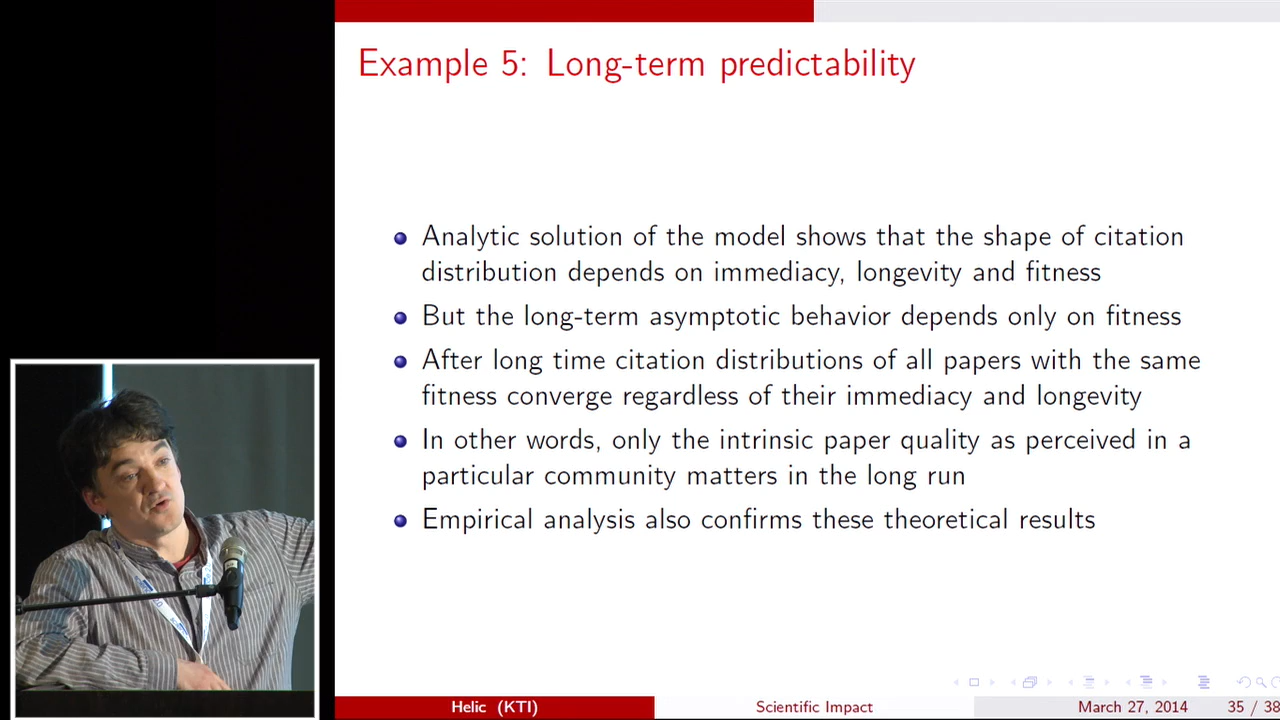 Example 5: Long-term predictability
Analytic solution of the model shows that the shape of citation
distribution depends on immediacy, longevity and fitness
But the long-term asymptotic behavior depends only on fitness
After long time citation distributions of all papers with the same
fitness converge regardless of their immediacy and longevity
In other words, only the intrinsic paper quality as perceived in a
particular community matters in the long run
Empirical analysis also confirms these theoretical results
Helic (KTI) Scientific Impact March 27, 2014 35 / 38